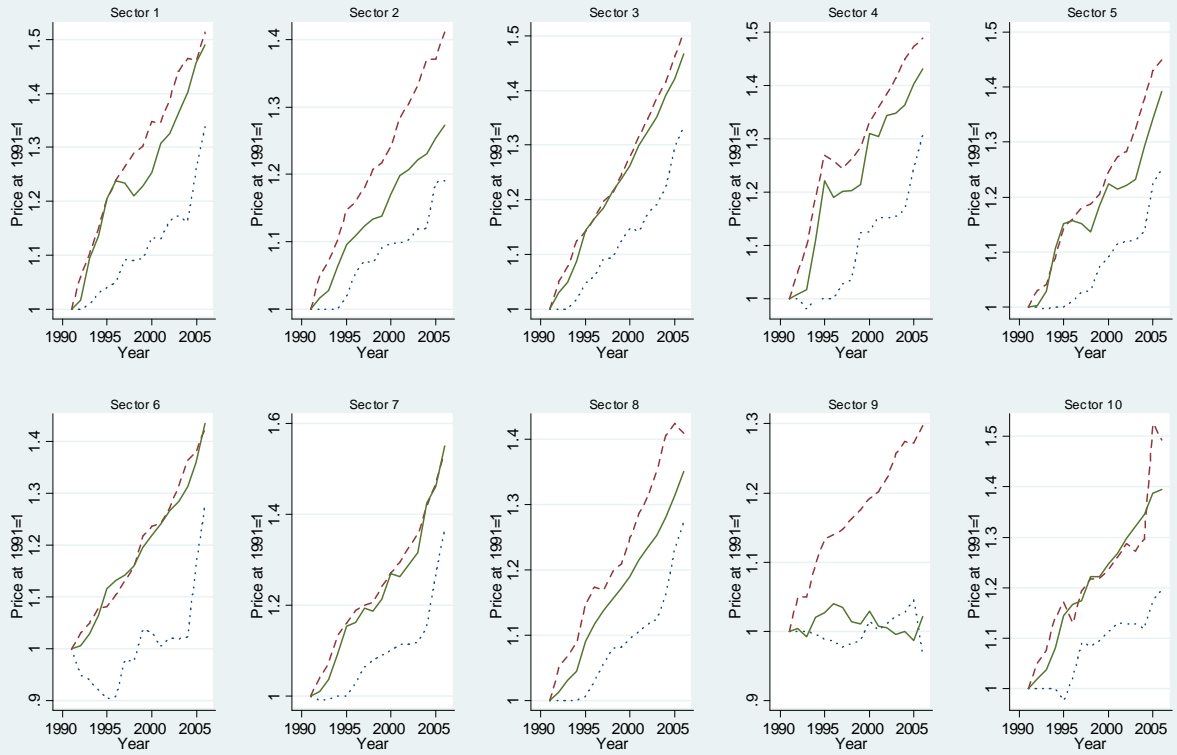 Sector 1
Price at 1991=1
1 1.1 1.2 1.3 1.4 1.5
1990 1995 2000 2005
Year
Sector 2
Price at 1991=1
1 1.1 1.2 1.3 1.4
1990 1995 2000 2005
Year
Sector 3
Price at 1991=1
1 1.1 1.2 1.3 1.4 1.5
1990 1995 2000 2005
Year
Sector 4
Price at 1991=1
1 1.1 1.2 1.3 1.4 1.5
1990 1995 2000 2005
Year
Sector 5
Price at 1991=1
1 1.1 1.2 1.3 1.4 1.5
1990 1995 2000 2005
Year
Sector 6
Price at 1991=1
.9 1 1.1 1.2 1.3 1.4
1990 1995 2000 2005
Year
Sector 7
Price at 1991=1
1 1.2 1.4 1.6
1990 1995 2000 2005
Year
Sector 8
Price at 1991=1
1 1.1 1.2 1.3 1.4
1990 1995 2000 2005
Year
Sector 9
Price at 1991=1
.9 1 1.1 1.2 1.3
1990 1995 2000 2005
Year
Sector 10
Price at 1991=1
1 1.1 1.2 1.3 1.4 1.5
1990 1995 2000 2005
Year